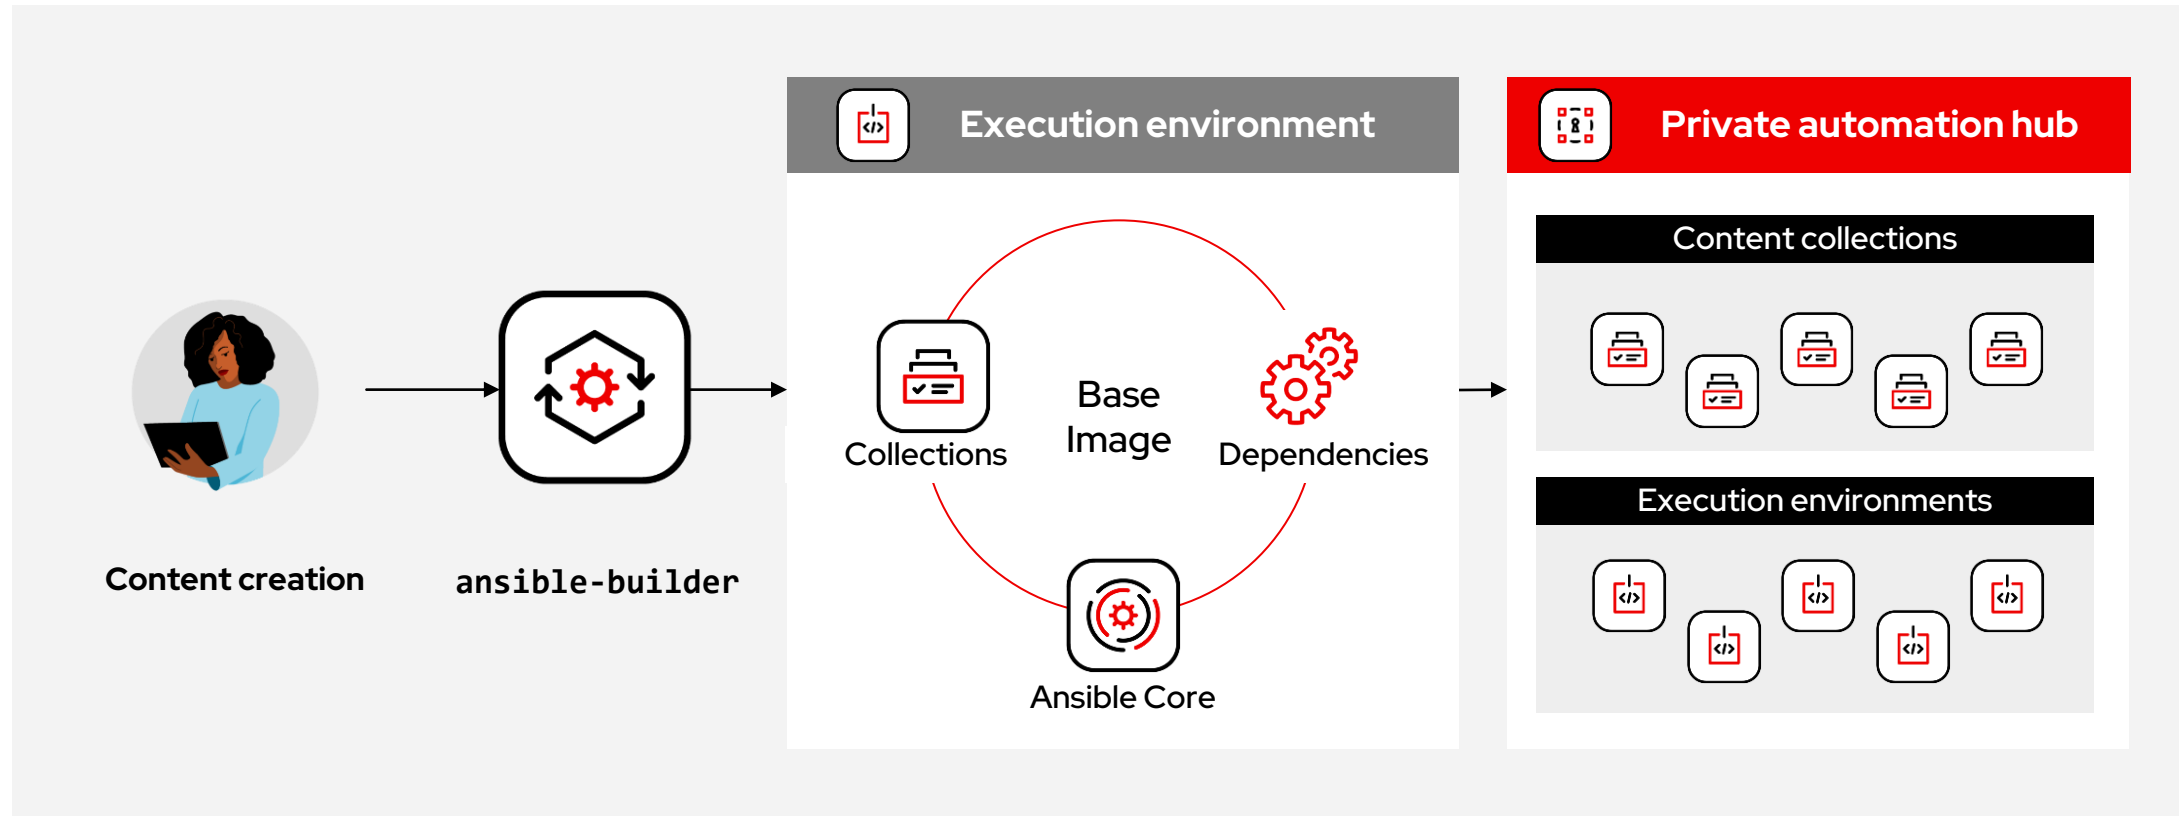 Execution environment
Private automation hub
Content collections
Base
Image
Collections
Dependencies
Execution environments
Content creation
ansible-builder
Ansible Core